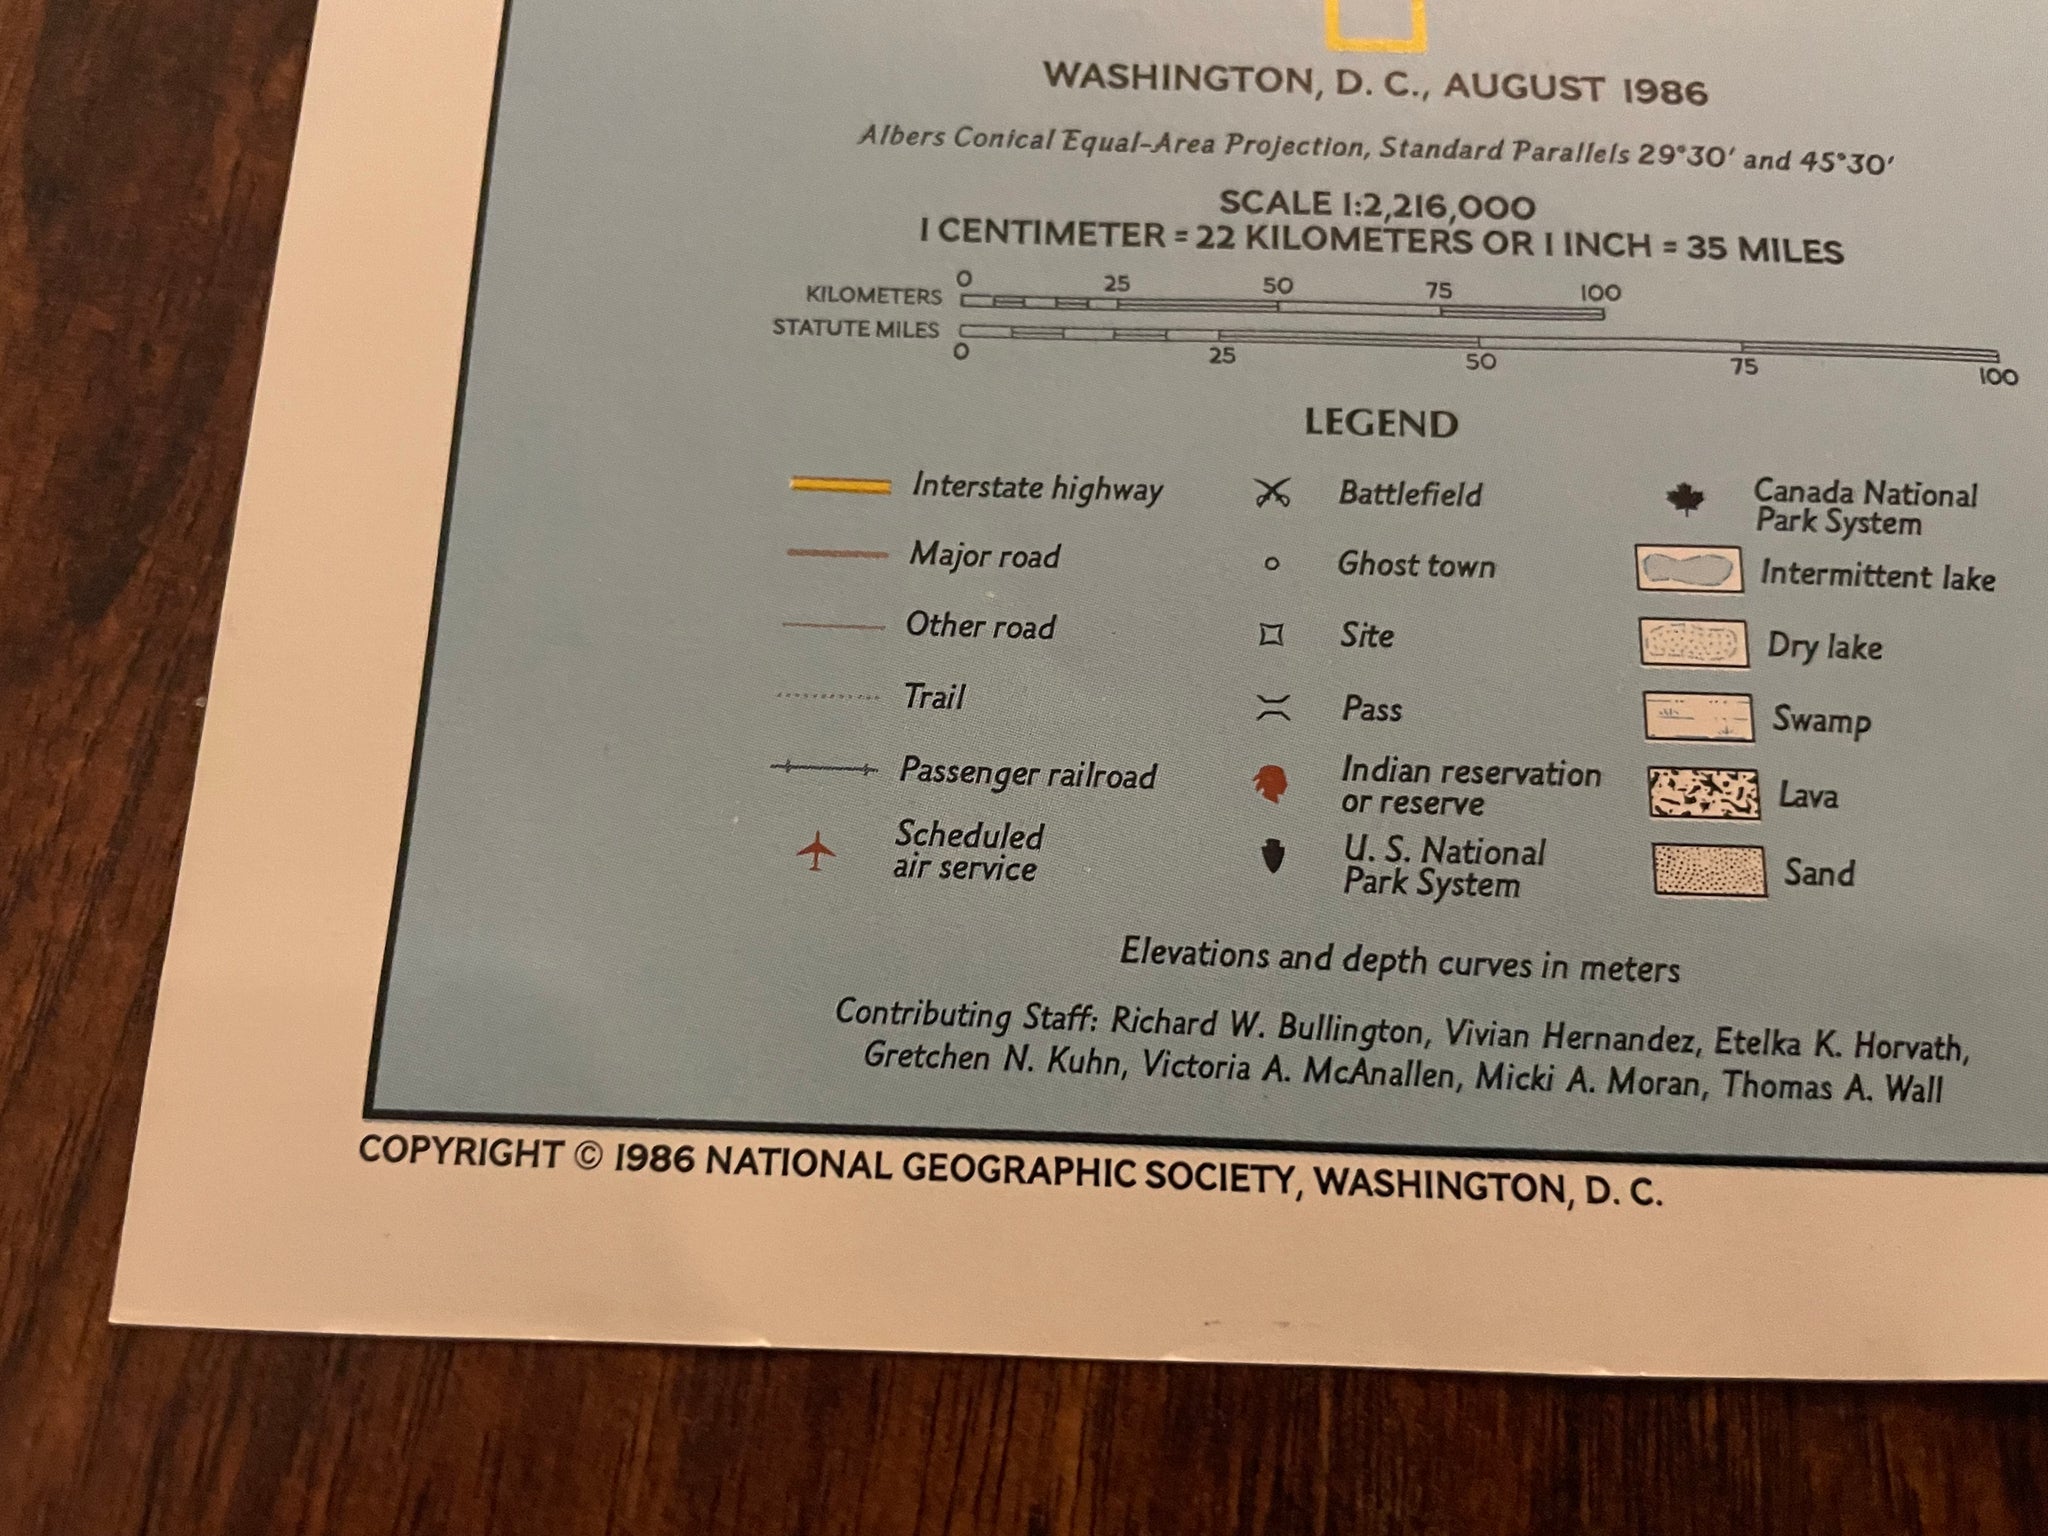 WASHINGTON, D. C., AUGUST 1986
Albers Conical Equal-Area Projection, Standard Parallels 29°30′ and 45°30′
SCALE 1:2,216,000
1 CENTIMETER = 22 KILOMETERS OR 1 INCH = 35 MILES
KILOMETERS 0 25 50 75 100
STATUTE MILES
0 25 50 75 100
LEGEND
Interstate highway
Major road
Other road
Trail
Passenger railroad
Scheduled
air service
Battlefield
Ghost town
Site
Pass
Indian reservation
or reserve
U. S. National
Park System
Canada National
Park System
Intermittent lake
Dry lake
Swamp
Lava
Sand
Elevations and depth curves in meters
Contributing Staff: Richard W. Bullington, Vivian Hernandez, Etelka K. Horvath,
Gretchen N. Kuhn, Victoria A. McAnallen, Micki A. Moran, Thomas A. Wall
COPYRIGHT © 1986 NATIONAL GEOGRAPHIC SOCIETY, WASHINGTON, D. C.